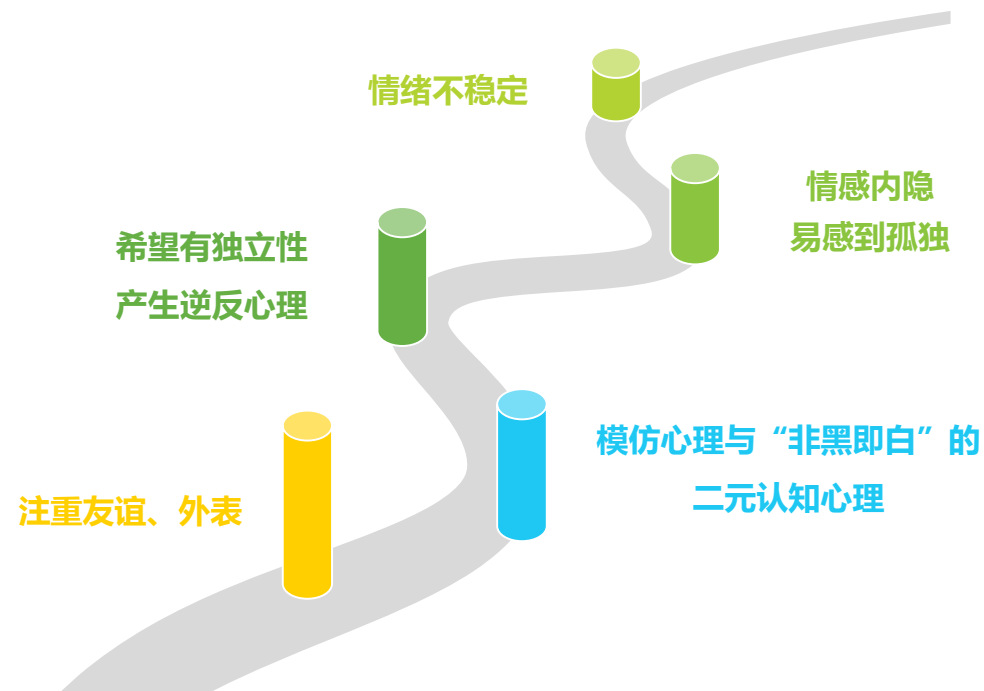 情绪不稳定
情感内隐
易感到孤独
希望有独立性
产生逆反心理
模仿心理与“非黑即白”的
二元认知心理
注重友谊、外表